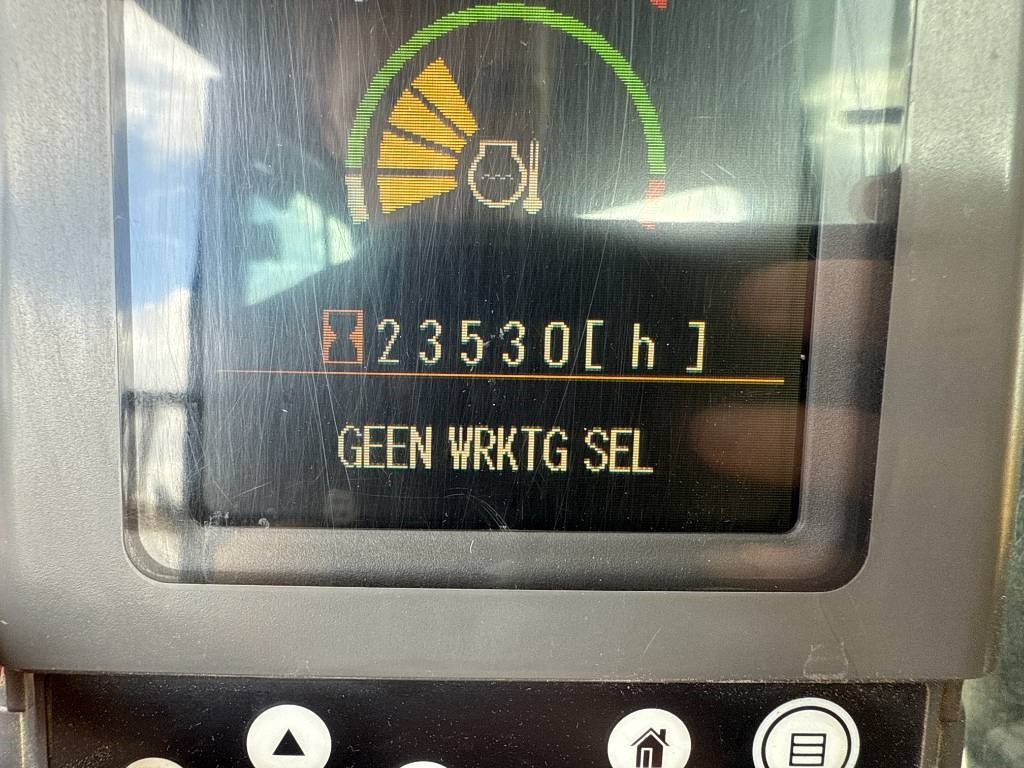 23530[ h ]
GEEN WRKTG SEL